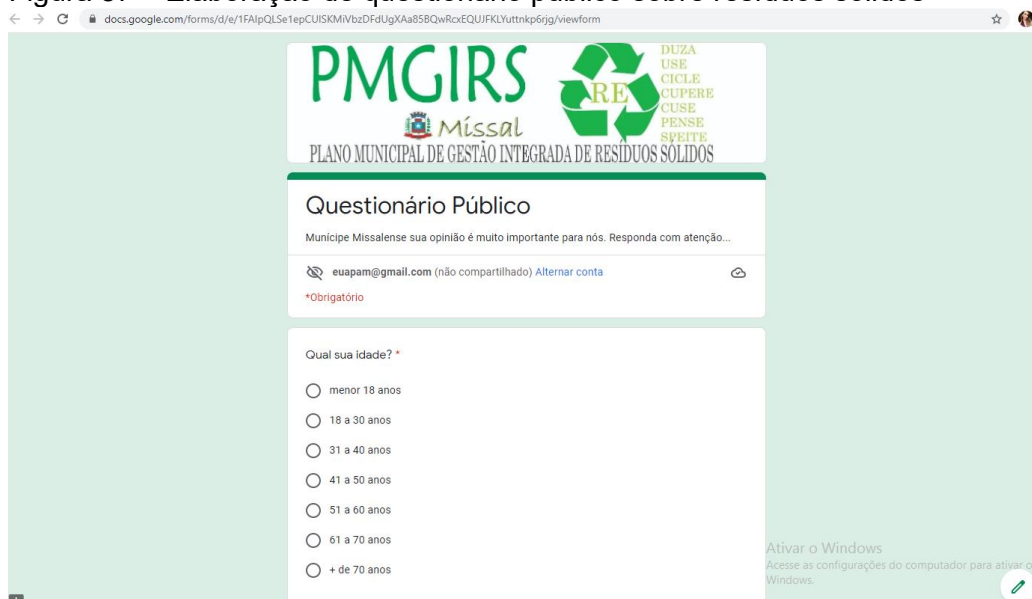 Elaboração do questionário público sobre resíduos sólidos
docs.google.com/forms/d/e/1FAIpQLSe1epCUISKMiVbzDFdUgXAa85BQwRcxEQUJFKLYuttnkp6rjg/viewform
PMGIRS
Missal
RE
DUZA
USE
CICLE
CUPERE
CUSE
PENSE
SPEITE
PLANO MUNICIPAL DE GESTÃO INTEGRADA DE RESÍDUOS SÓLIDOS
Questionário Público
Munícipe Missalense sua opinião é muito importante para nós. Responda com atenção...
euapam@gmail.com (não compartilhado) Alternar conta
*Obrigatório
Qual sua idade? *
menor 18 anos
18 a 30 anos
31 a 40 anos
41 a 50 anos
51 a 60 anos
61 a 70 anos
+ de 70 anos
Ativar o Windows
Acesse as configurações do computador para ativar o
Windows.